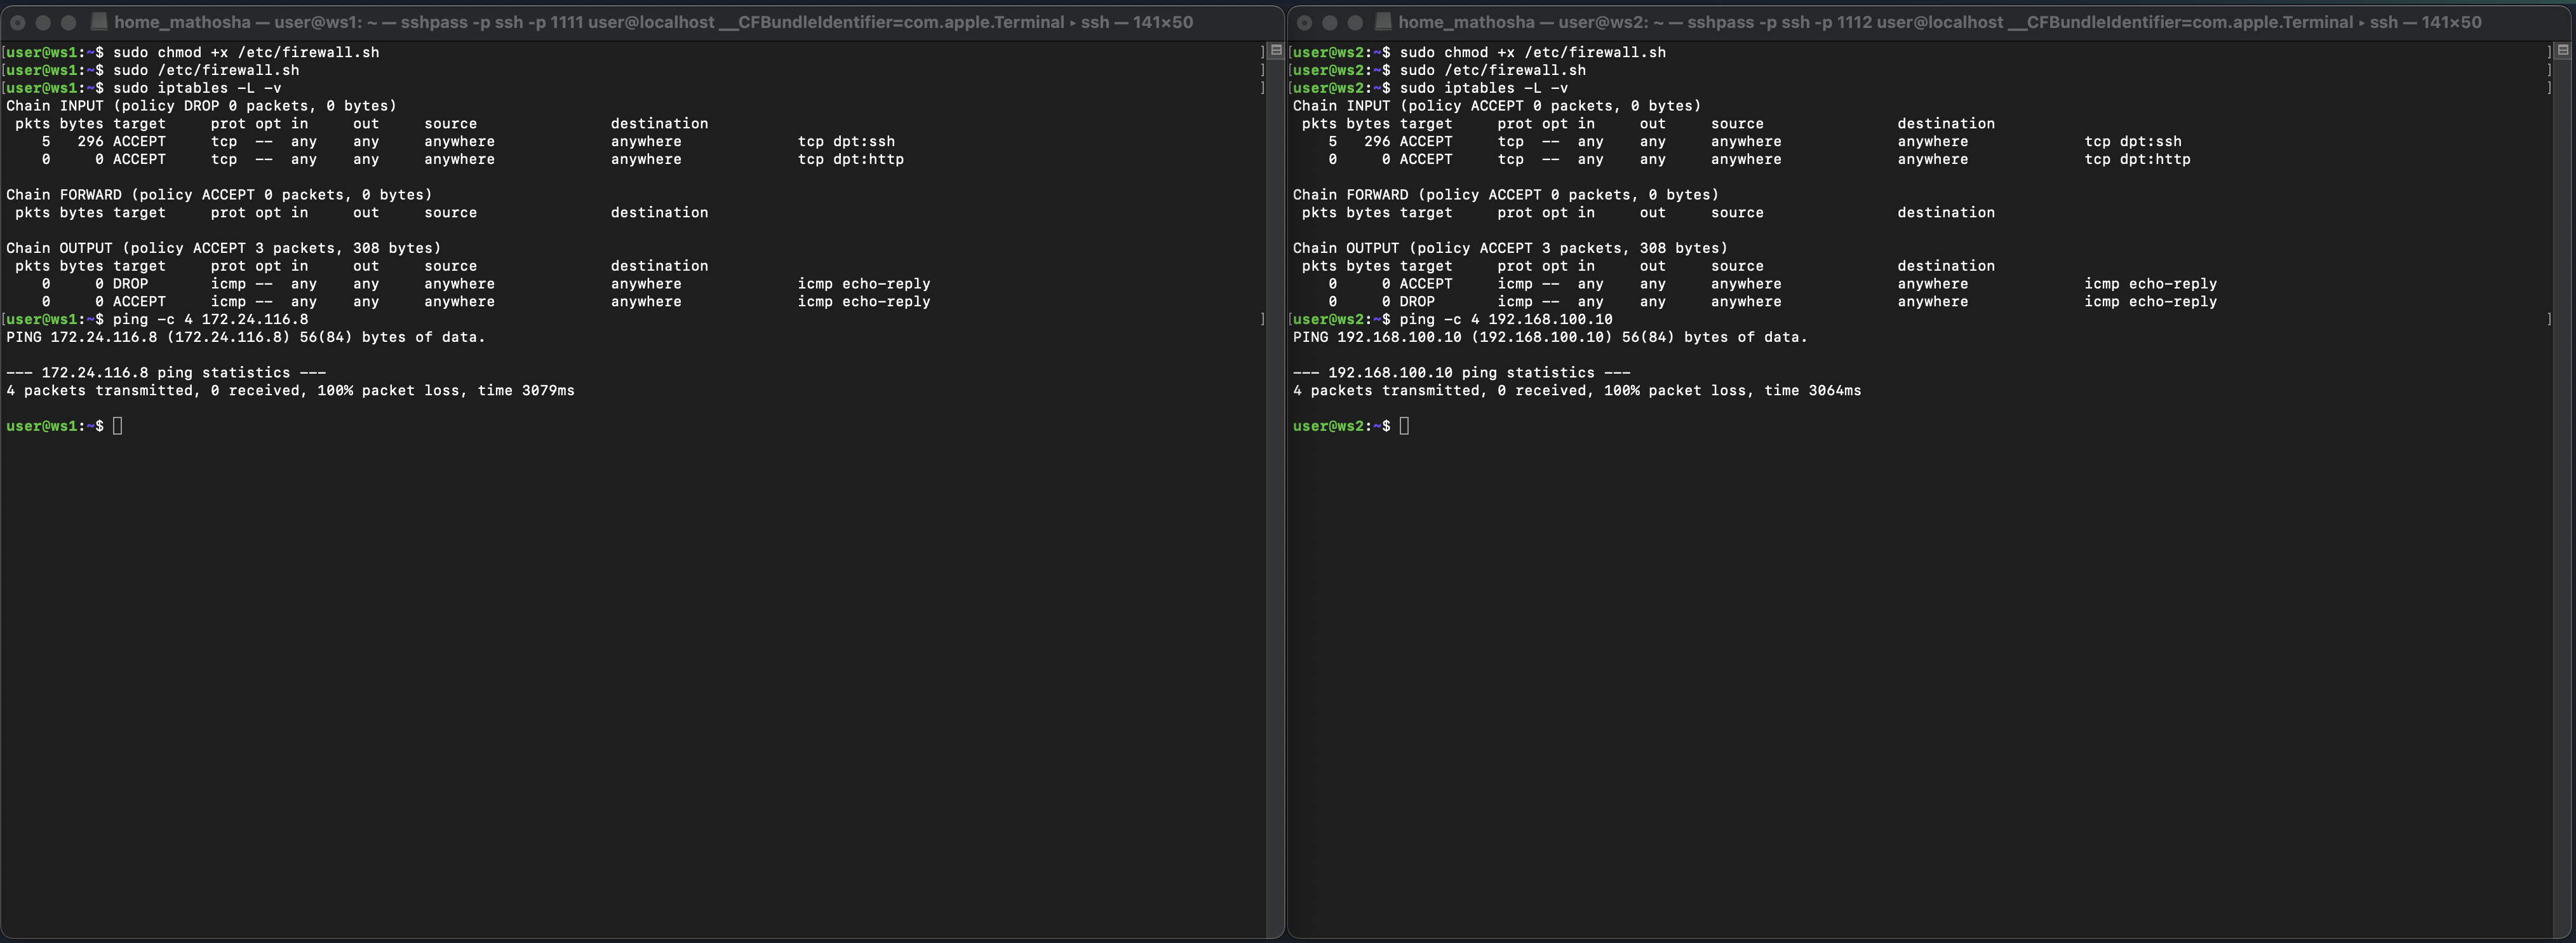 home_mathosha — user@ws1: ~ — sshpass -p ssh -p 1111 user@localhost __CFBundleIdentifier=com.apple.Terminal ▸ ssh — 141×50
[user@ws1:~$ sudo chmod +x /etc/firewall.sh ]
[user@ws1:~$ sudo /etc/firewall.sh ]
[user@ws1:~$ sudo iptables -L -v ]
Chain INPUT (policy DROP 0 packets, 0 bytes)
 pkts bytes target     prot opt in     out     source               destination
    5   296 ACCEPT     tcp  --  any    any     anywhere             anywhere             tcp dpt:ssh
    0     0 ACCEPT     tcp  --  any    any     anywhere             anywhere             tcp dpt:http

Chain FORWARD (policy ACCEPT 0 packets, 0 bytes)
 pkts bytes target     prot opt in     out     source               destination

Chain OUTPUT (policy ACCEPT 3 packets, 308 bytes)
 pkts bytes target     prot opt in     out     source               destination
    0     0 DROP       icmp --  any    any     anywhere             anywhere             icmp echo-reply
    0     0 ACCEPT     icmp --  any    any     anywhere             anywhere             icmp echo-reply
[user@ws1:~$ ping -c 4 172.24.116.8 ]
PING 172.24.116.8 (172.24.116.8) 56(84) bytes of data.

--- 172.24.116.8 ping statistics ---
4 packets transmitted, 0 received, 100% packet loss, time 3079ms

user@ws1:~$
home_mathosha — user@ws2: ~ — sshpass -p ssh -p 1112 user@localhost __CFBundleIdentifier=com.apple.Terminal ▸ ssh — 141×50
[user@ws2:~$ sudo chmod +x /etc/firewall.sh ]
[user@ws2:~$ sudo /etc/firewall.sh ]
[user@ws2:~$ sudo iptables -L -v ]
Chain INPUT (policy ACCEPT 0 packets, 0 bytes)
 pkts bytes target     prot opt in     out     source               destination
    5   296 ACCEPT     tcp  --  any    any     anywhere             anywhere             tcp dpt:ssh
    0     0 ACCEPT     tcp  --  any    any     anywhere             anywhere             tcp dpt:http

Chain FORWARD (policy ACCEPT 0 packets, 0 bytes)
 pkts bytes target     prot opt in     out     source               destination

Chain OUTPUT (policy ACCEPT 3 packets, 308 bytes)
 pkts bytes target     prot opt in     out     source               destination
    0     0 ACCEPT     icmp --  any    any     anywhere             anywhere             icmp echo-reply
    0     0 DROP       icmp --  any    any     anywhere             anywhere             icmp echo-reply
[user@ws2:~$ ping -c 4 192.168.100.10 ]
PING 192.168.100.10 (192.168.100.10) 56(84) bytes of data.

--- 192.168.100.10 ping statistics ---
4 packets transmitted, 0 received, 100% packet loss, time 3064ms

user@ws2:~$